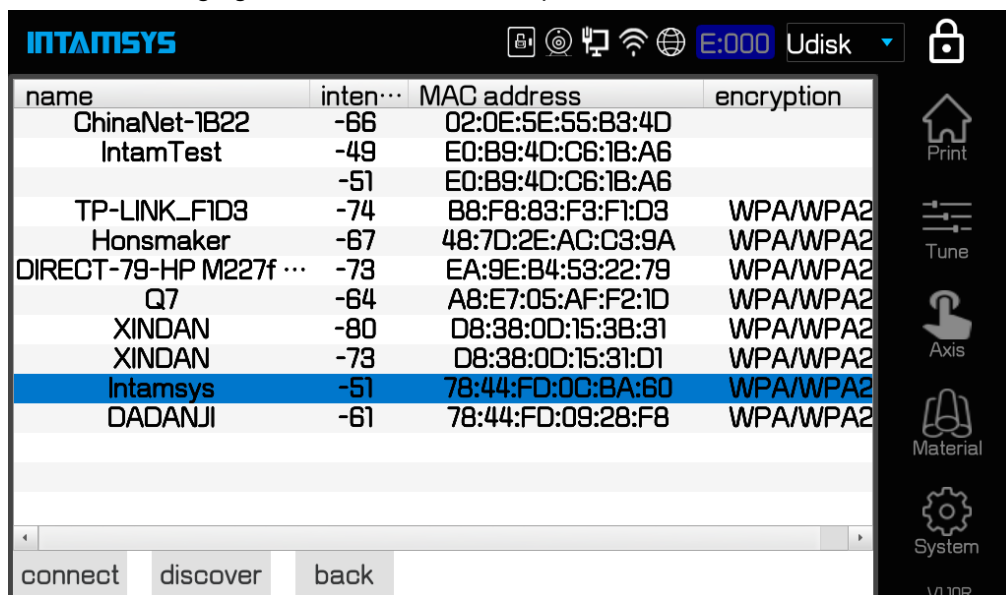 INTAMSYS E:000 Udisk
name inten··· MAC address encryption
ChinaNet-1B22 -66 02:0E:5E:55:B3:4D
IntamTest -49 E0:B9:4D:C6:1B:A6
-51 E0:B9:4D:C6:1B:A6
TP-LINK_F1D3 -74 B8:F8:83:F3:F1:D3 WPA/WPA2
Honsmaker -67 48:7D:2E:AC:C3:9A WPA/WPA2
DIRECT-79-HP M227f ··· -73 EA:9E:B4:53:22:79 WPA/WPA2
Q7 -64 A8:E7:05:AF:F2:1D WPA/WPA2
XINDAN -80 D8:38:0D:15:3B:31 WPA/WPA2
XINDAN -73 D8:38:0D:15:31:D1 WPA/WPA2
Intamsys -51 78:44:FD:0C:BA:60 WPA/WPA2
DADANJI -61 78:44:FD:09:28:F8 WPA/WPA2
connect discover back
Print
Tune
Axis
Material
System